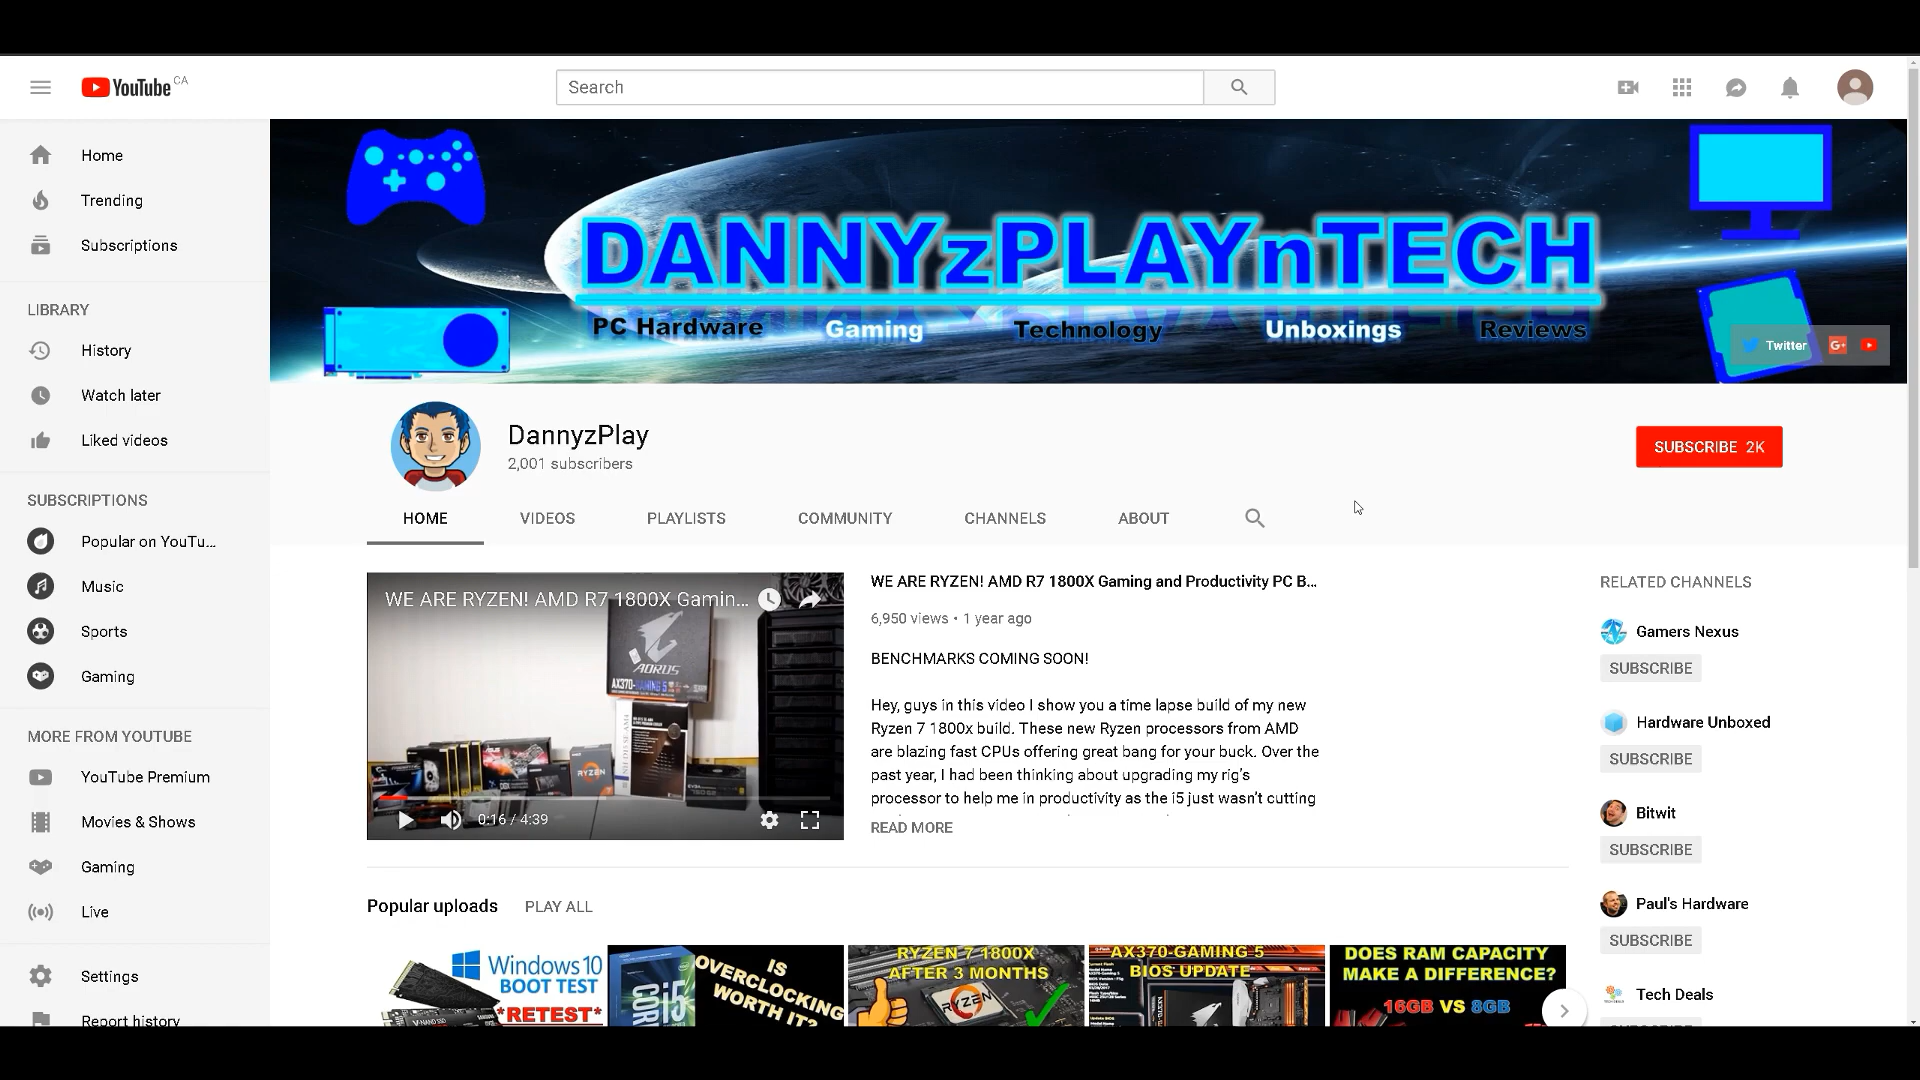 YouTube CA
Search
Home
Trending
Subscriptions
LIBRARY
History
Watch later
Liked videos
SUBSCRIPTIONS
Popular on YouTu...
Music
Sports
Gaming
MORE FROM YOUTUBE
YouTube Premium
Movies & Shows
Gaming
Live
Settings
Report history
DANNYzPLAYnTECH
PC Hardware Gaming Technology Unboxings Reviews
Twitter G+
DannyzPlay
2,001 subscribers
SUBSCRIBE 2K
HOME VIDEOS PLAYLISTS COMMUNITY CHANNELS ABOUT
WE ARE RYZEN! AMD R7 1800X Gamin...
AORUS
AX370-GAMING 5
RYZEN
0:16 / 4:39
WE ARE RYZEN! AMD R7 1800X Gaming and Productivity PC B...
6,950 views • 1 year ago
BENCHMARKS COMING SOON!
Hey, guys in this video I show you a time lapse build of my new
Ryzen 7 1800x build. These new Ryzen processors from AMD
are blazing fast CPUs offering great bang for your buck. Over the
past year, I had been thinking about upgrading my rig's
processor to help me in productivity as the i5 just wasn't cutting
READ MORE
RELATED CHANNELS
Gamers Nexus
SUBSCRIBE
Hardware Unboxed
SUBSCRIBE
Bitwit
SUBSCRIBE
Paul's Hardware
SUBSCRIBE
Tech Deals
Popular uploads PLAY ALL
Windows 10
BOOT TEST
*RETEST*
CORE i5
IS
OVERCLOCKING
WORTH IT?
RYZEN 7 1800X
AFTER 3 MONTHS
RYZEN
AX370-GAMING 5
BIOS UPDATE
DOES RAM CAPACITY
MAKE A DIFFERENCE?
16GB VS 8GB